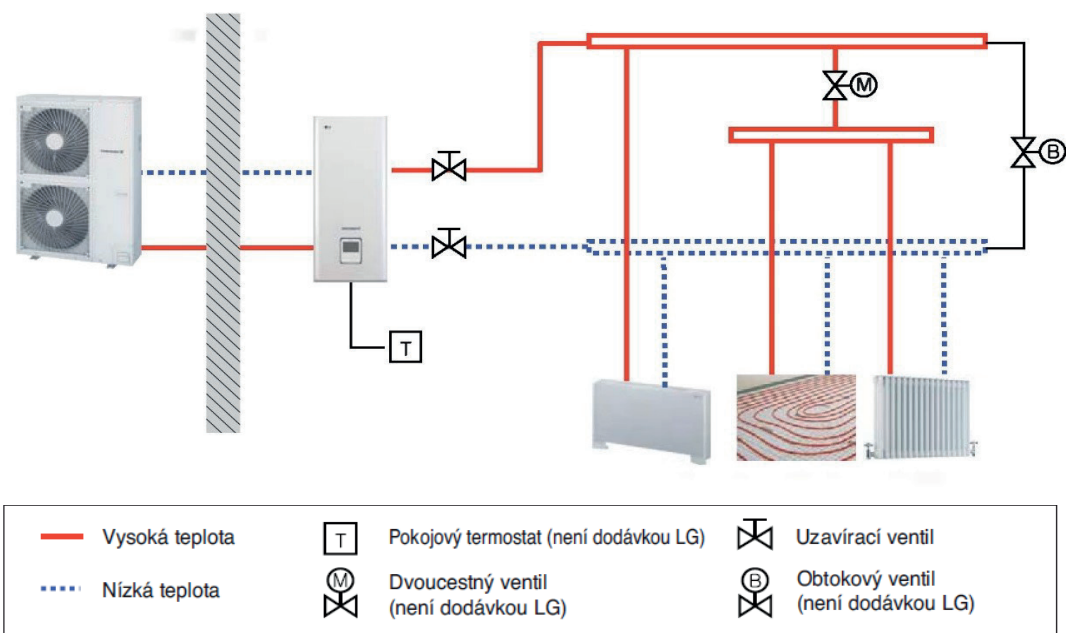 M
B
T
Vysoká teplota
Nízká teplota
T
Pokojový termostat (není dodávkou LG)
M
Dvoucestný ventil
(není dodávkou LG)
Uzavírací ventil
B
Obtokový ventil
(není dodávkou LG)